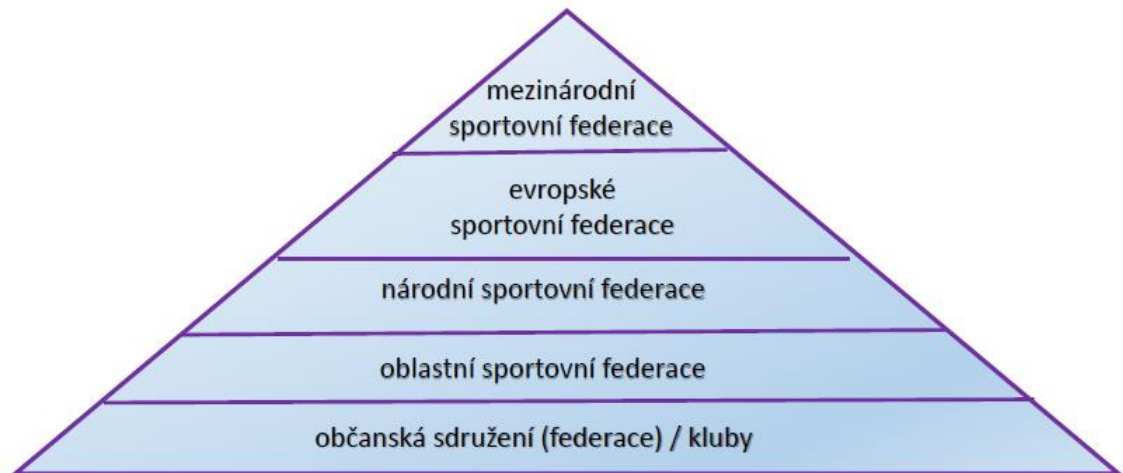 mezinárodní
sportovní federace
evropské
sportovní federace
národní sportovní federace
oblastní sportovní federace
občanská sdružení (federace) / kluby